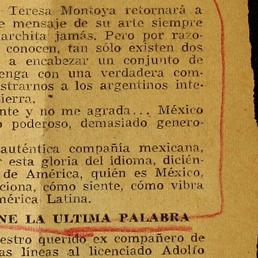 Teresa Montoya retornará a
e mensaje de su arte siempre
archita jamás. Pero por razo-
conocen, tan sólo existen dos
a encabezar un conjunto de
enga con una verdadera com-
strarnos a los argentinos inte-
sierra.
nte y no me agrada... México
o poderoso, demasiado genero-
auténtica compañía mexicana,
r esta gloria del idioma, dicién-
de América, quién es México,
ciona, cómo siente, cómo vibra
mérica Latina.
NE LA ULTIMA PALABRA
estro querido ex compañero de
as líneas al licenciado Adolfo